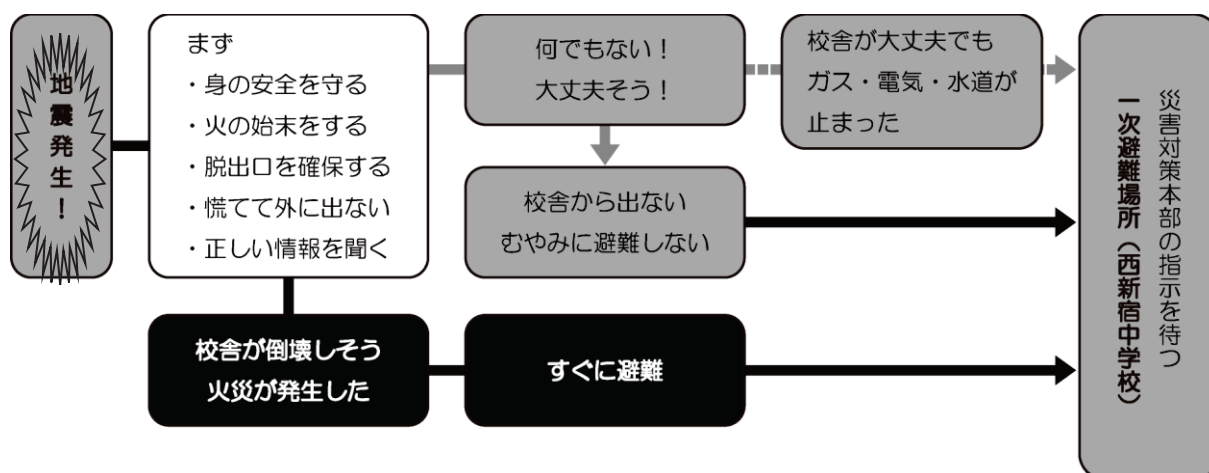 地震発生！
まず
・身の安全を守る
・火の始末をする
・脱出口を確保する
・慌てて外に出ない
・正しい情報を聞く
何でもない！
大丈夫そう！
校舎が大丈夫でも
ガス・電気・水道が
止まった
校舎から出ない
むやみに避難しない
校舎が倒壊しそう
火災が発生した
すぐに避難
災害対策本部の指示を待つ
一次避難場所（西新宿中学校）